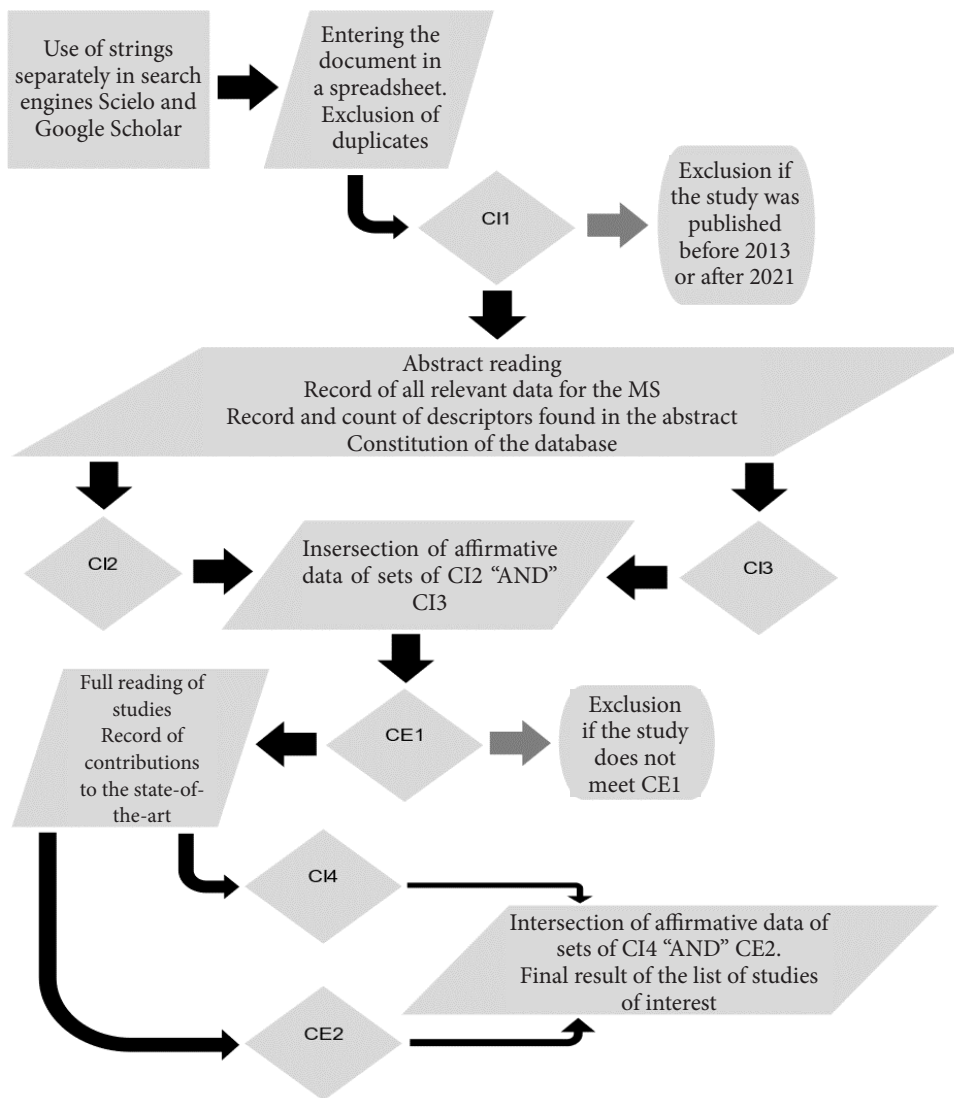 Use of strings
separately in search
engines Scielo and
Google Scholar
Entering the
document in
a spreadsheet.
Exclusion of
duplicates
CI1
Exclusion if
the study was
published
before 2013
or after 2021
Abstract reading
Record of all relevant data for the MS
Record and count of descriptors found in the abstract
Constitution of the database
CI2
Insersection of affirmative
data of sets of CI2 “AND”
CI3
CI3
Full reading of
studies
Record of
contributions
to the state-of-
the-art
CE1
Exclusion
if the study
does not
meet CE1
CI4
Intersection of affirmative data of
sets of CI4 “AND” CE2.
Final result of the list of studies
of interest
CE2